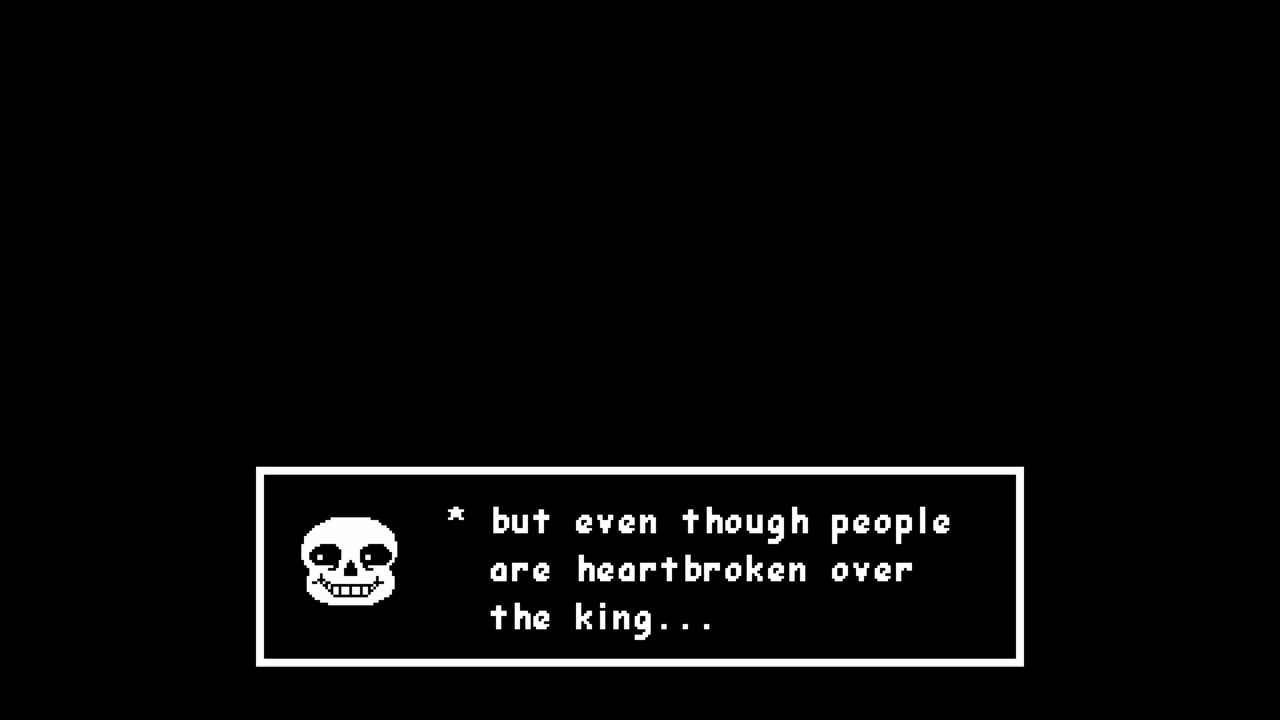 * but even though people
are heartbroken over
the king...